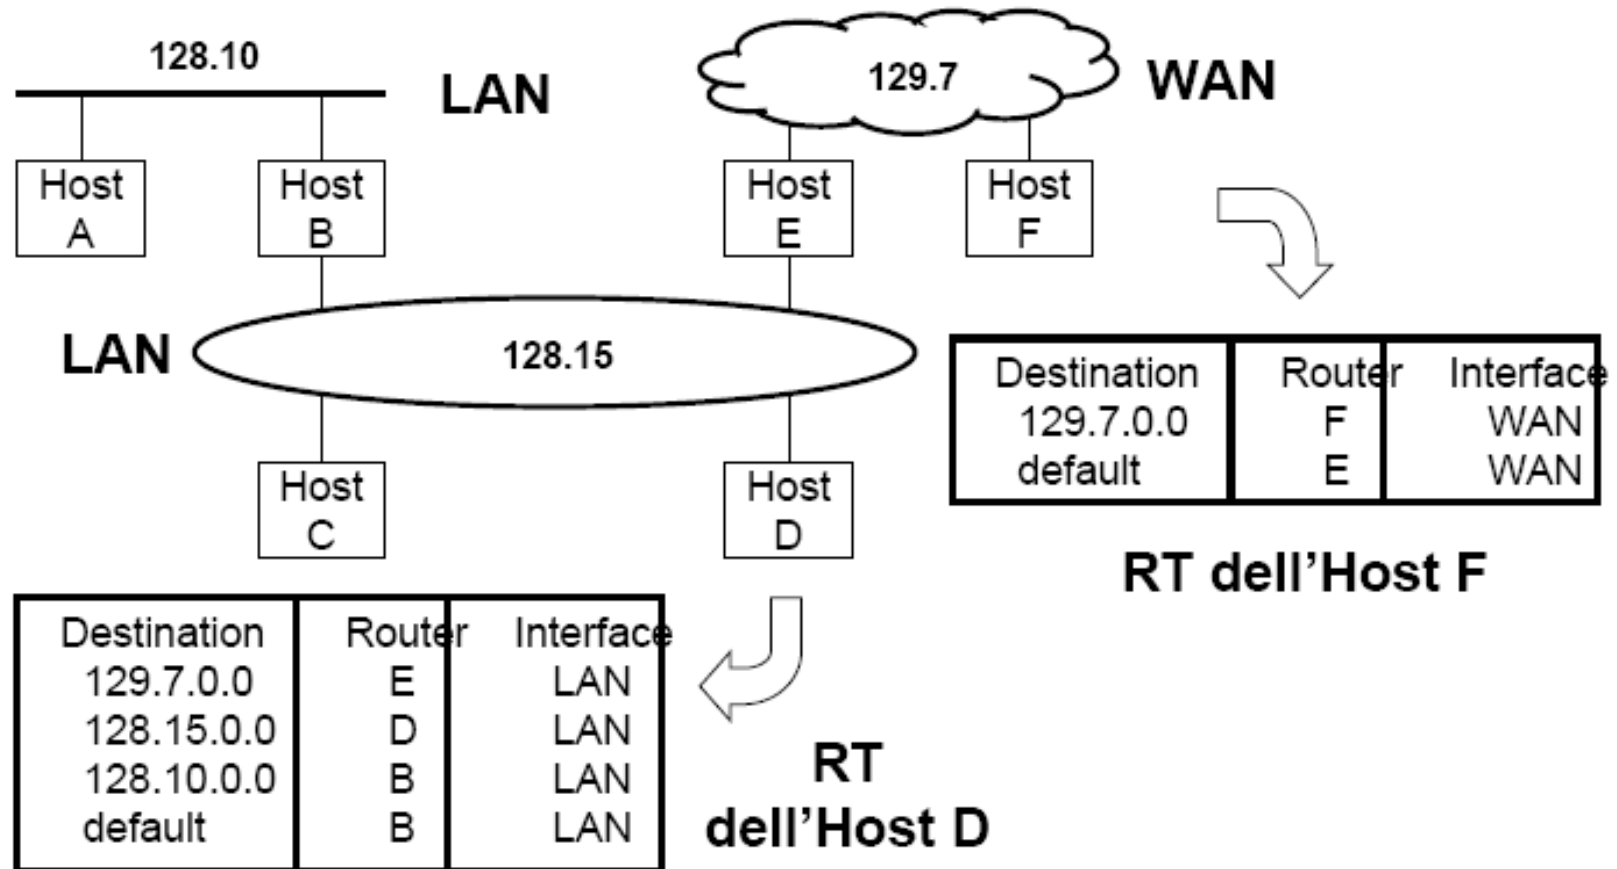 128.10
LAN
129.7
WAN
Host
A
Host
B
Host
E
Host
F
LAN
128.15
Host
C
Host
D
Destination Router Interface
129.7.0.0 F WAN
default E WAN
RT dell'Host F
Destination Router Interface
129.7.0.0 E LAN
128.15.0.0 D LAN
128.10.0.0 B LAN
default B LAN
RT
dell'Host D